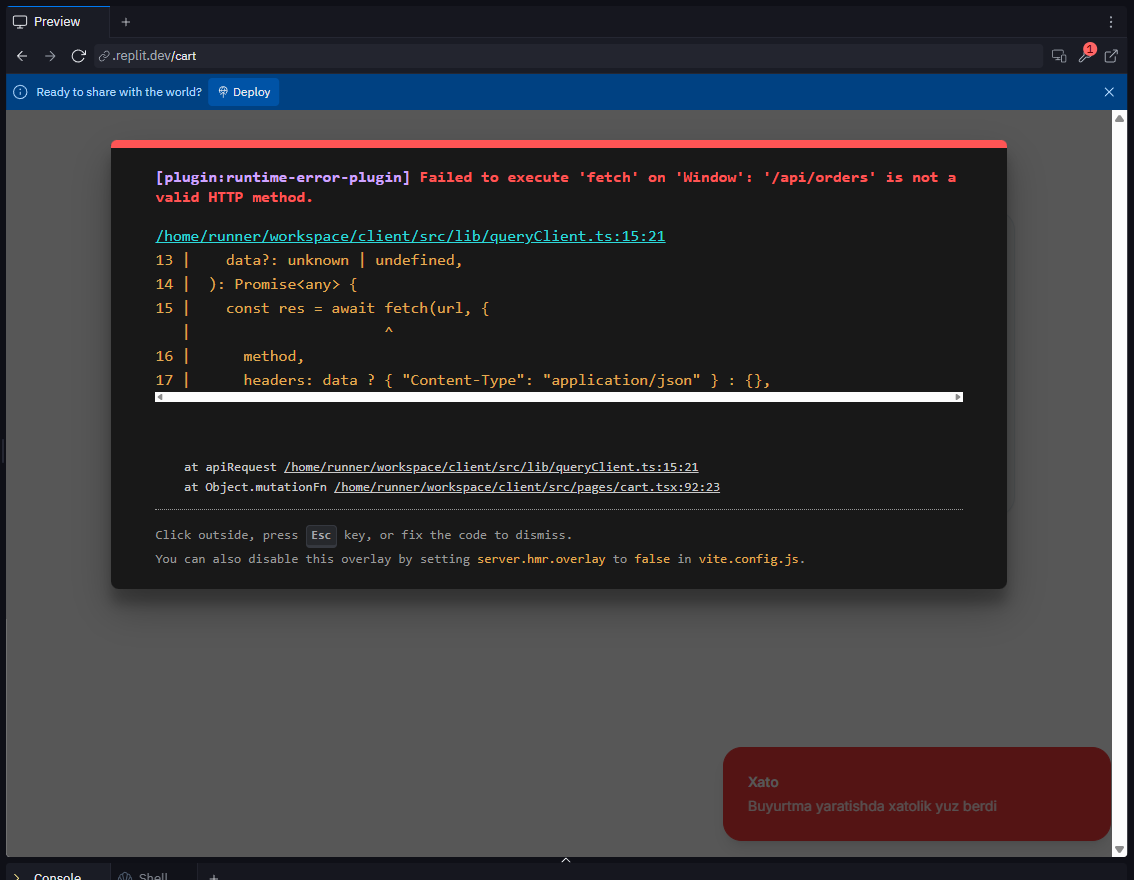 Preview
.replit.dev/cart
1
Ready to share with the world? Deploy
[plugin:runtime-error-plugin] Failed to execute 'fetch' on 'Window': '/api/orders' is not a
valid HTTP method.
/home/runner/workspace/client/src/lib/queryClient.ts:15:21
13 |    data?: unknown | undefined,
14 |  ): Promise<any> {
15 |    const res = await fetch(url, {
   |                      ^
16 |      method,
17 |      headers: data ? { "Content-Type": "application/json" } : {},
at apiRequest /home/runner/workspace/client/src/lib/queryClient.ts:15:21
at Object.mutationFn /home/runner/workspace/client/src/pages/cart.tsx:92:23
Click outside, press Esc key, or fix the code to dismiss.
You can also disable this overlay by setting server.hmr.overlay to false in vite.config.js.
Xato
Buyurtma yaratishda xatolik yuz berdi
Console Shell